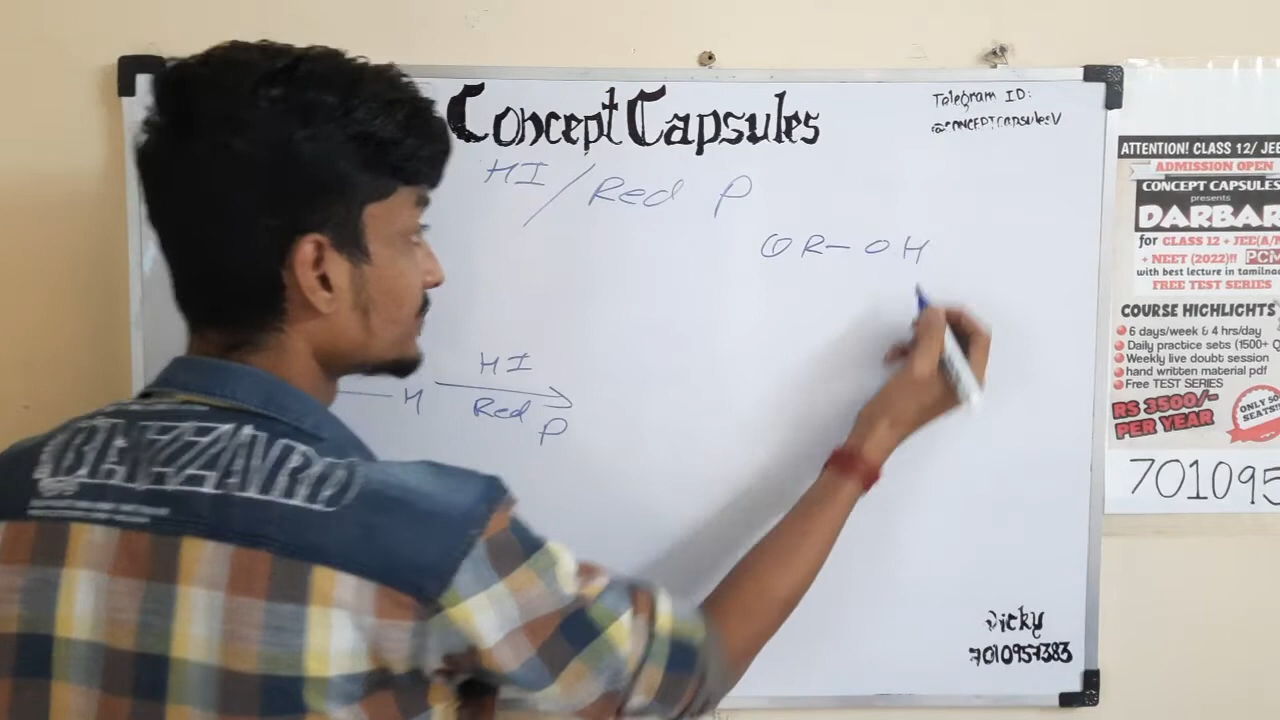 Concept Capsules
Telegram ID:
@CONCEPTCAPSULESV
HI / Red P
① R- OH
HI
H
Red P
Vicky
7010957383
ATTENTION! CLASS 12/ JEE
ADMISSION OPEN
CONCEPT CAPSULES
presents
DARBAR
for CLASS 12 + JEE(A/
+ NEET (2022)!! PCM
with best lecture in tamilna
FREE TEST SERIES
COURSE HIGHLIGHTS
6 days/week & 4 hrs/day
Daily practice sets (1500+ Q
Weekly live doubt session
hand written material pdf
Free TEST SERIES
RS 3500/-
PER YEAR
ONLY 50
SEATS!!
701095